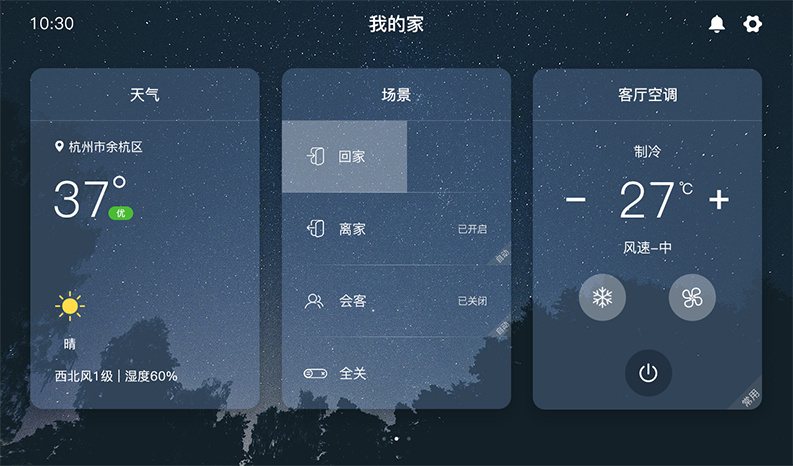 10:30
我的家
天气
杭州市余杭区
37°
优
晴
西北风1级 | 湿度60%
场景
回家
离家
已开启
自动
会客
已关闭
自动
全关
客厅空调
制冷
- 27℃ +
风速-中
常用